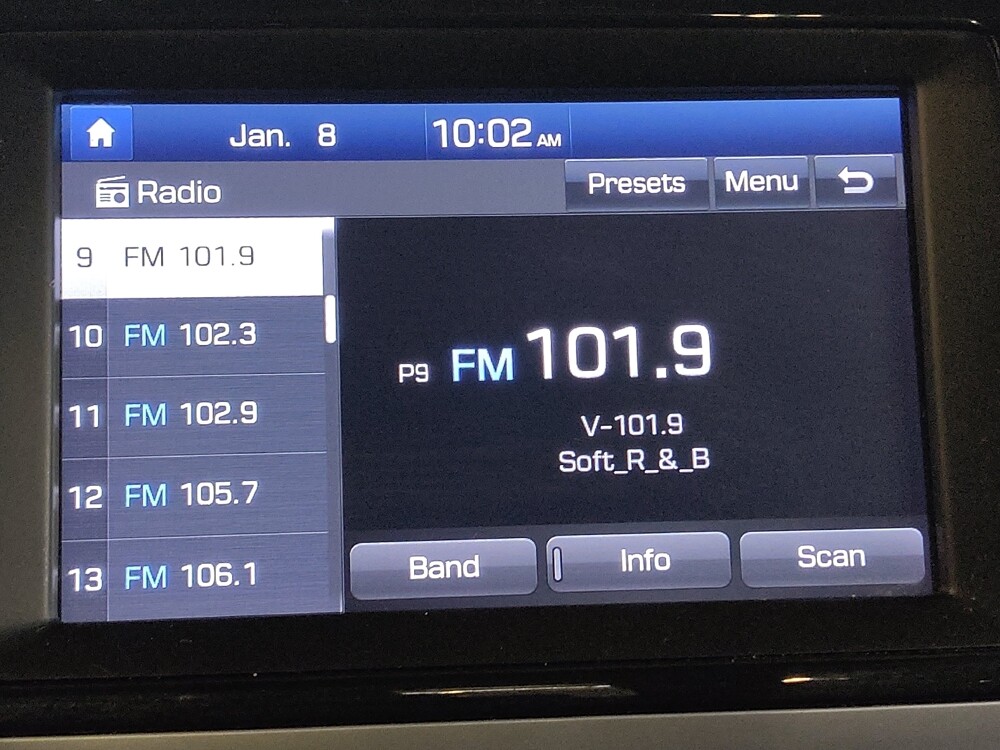 Jan. 8 10:02 AM
Radio Presets Menu
9 FM 101.9
10 FM 102.3
11 FM 102.9
12 FM 105.7
13 FM 106.1
P9 FM 101.9
V-101.9
Soft_R_&_B
Band Info Scan